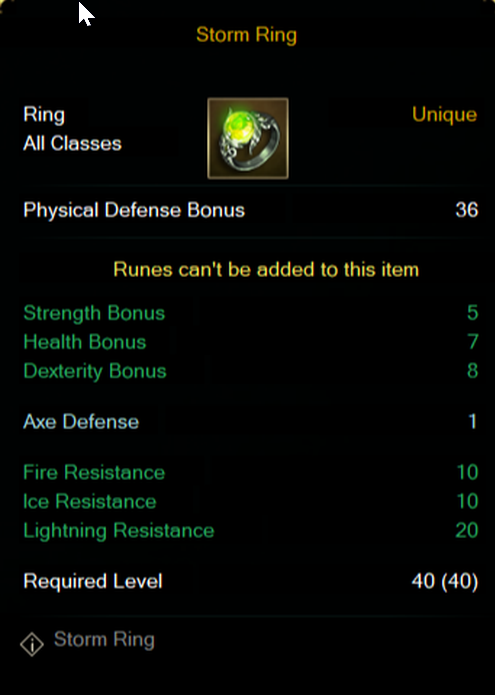 Storm Ring
Ring Unique
All Classes
Physical Defense Bonus 36
Runes can't be added to this item
Strength Bonus 5
Health Bonus 7
Dexterity Bonus 8
Axe Defense 1
Fire Resistance 10
Ice Resistance 10
Lightning Resistance 20
Required Level 40 (40)
Storm Ring